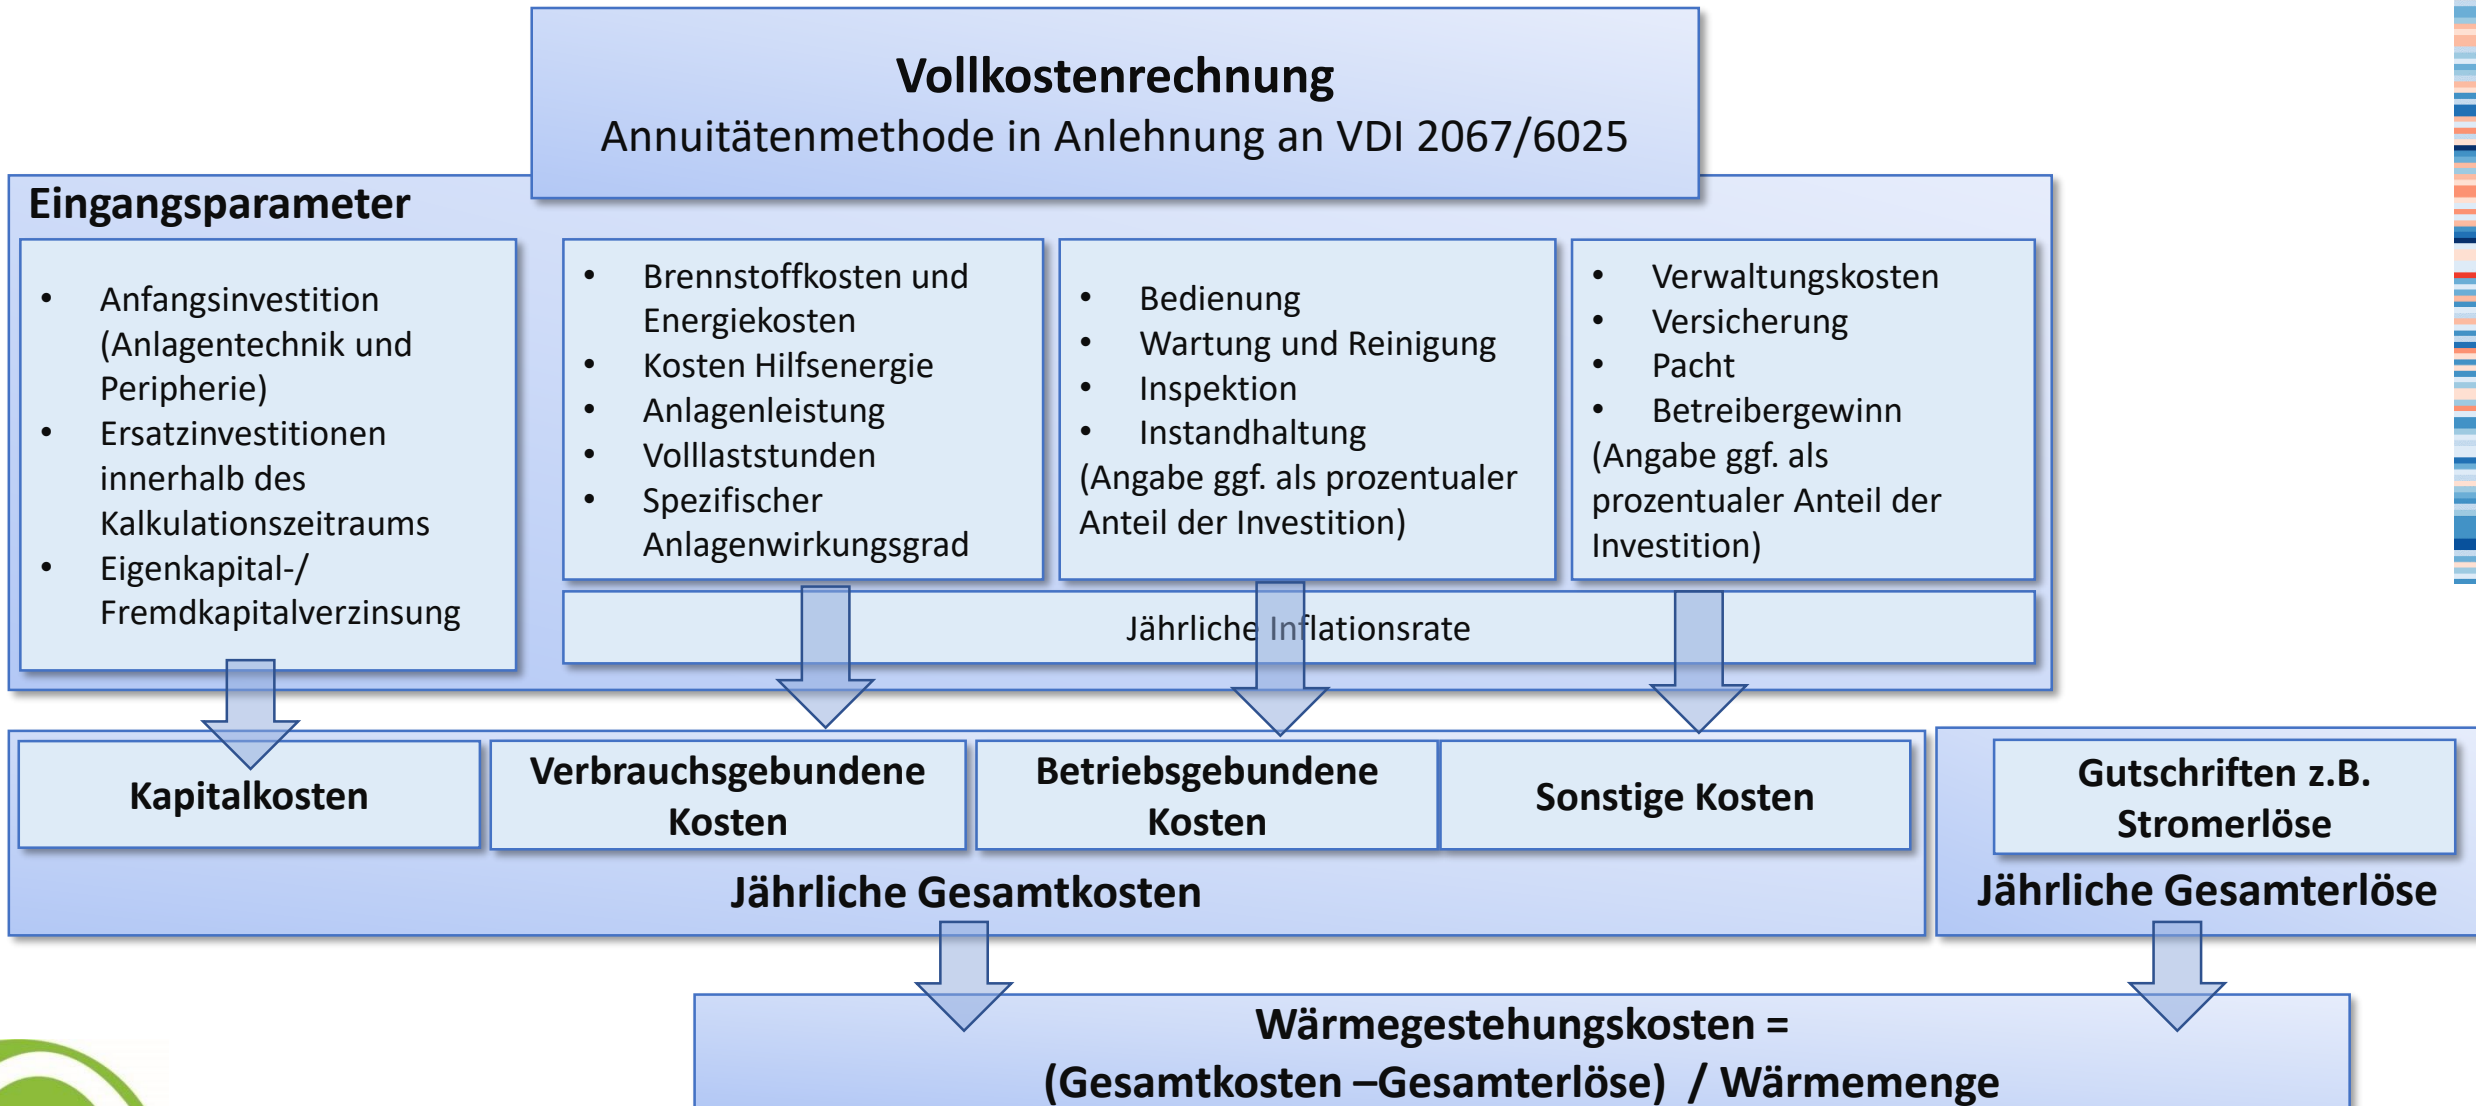 Vollkostenrechnung
Annuitätenmethode in Anlehnung an VDI 2067/6025
Eingangsparameter
• Anfangsinvestition
(Anlagentechnik und
Peripherie)
• Ersatzinvestitionen
innerhalb des
Kalkulationszeitraums
• Eigenkapital-/
Fremdkapitalverzinsung
• Brennstoffkosten und
Energiekosten
• Kosten Hilfsenergie
• Anlagenleistung
• Volllaststunden
• Spezifischer
Anlagenwirkungsgrad
• Bedienung
• Wartung und Reinigung
• Inspektion
• Instandhaltung
(Angabe ggf. als prozentualer
Anteil der Investition)
• Verwaltungskosten
• Versicherung
• Pacht
• Betreibergewinn
(Angabe ggf. als
prozentualer Anteil der
Investition)
Jährliche Inflationsrate
Kapitalkosten
Verbrauchsgebundene
Kosten
Betriebsgebundene
Kosten
Sonstige Kosten
Jährliche Gesamtkosten
Gutschriften z.B.
Stromerlöse
Jährliche Gesamterlöse
Wärmegestehungskosten =
(Gesamtkosten –Gesamterlöse) / Wärmemenge